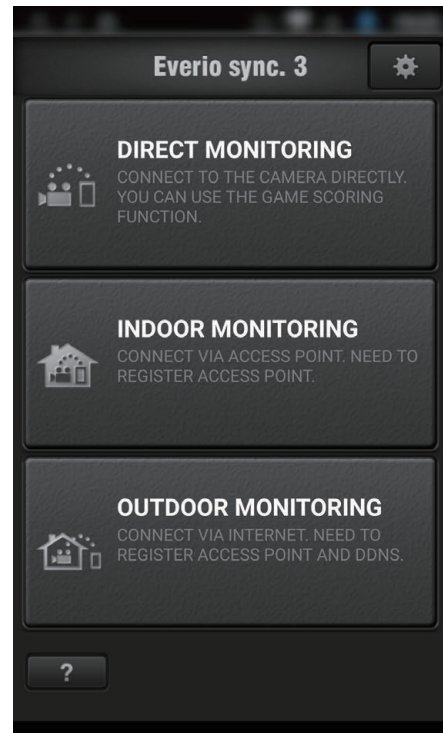 Everio sync. 3
DIRECT MONITORING
CONNECT TO THE CAMERA DIRECTLY.
YOU CAN USE THE GAME SCORING
FUNCTION.
INDOOR MONITORING
CONNECT VIA ACCESS POINT. NEED TO
REGISTER ACCESS POINT.
OUTDOOR MONITORING
CONNECT VIA INTERNET. NEED TO
REGISTER ACCESS POINT AND DDNS.
?